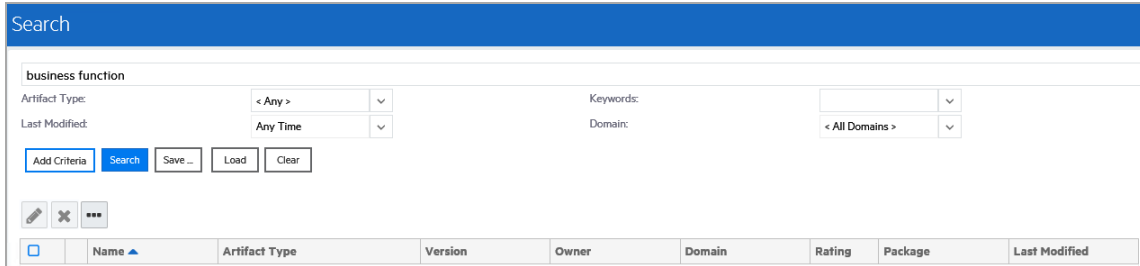 Search
business function
Artifact Type: < Any > Keywords:
Last Modified: Any Time Domain: < All Domains >
Add Criteria Search Save ... Load Clear
Name Artifact Type Version Owner Domain Rating Package Last Modified